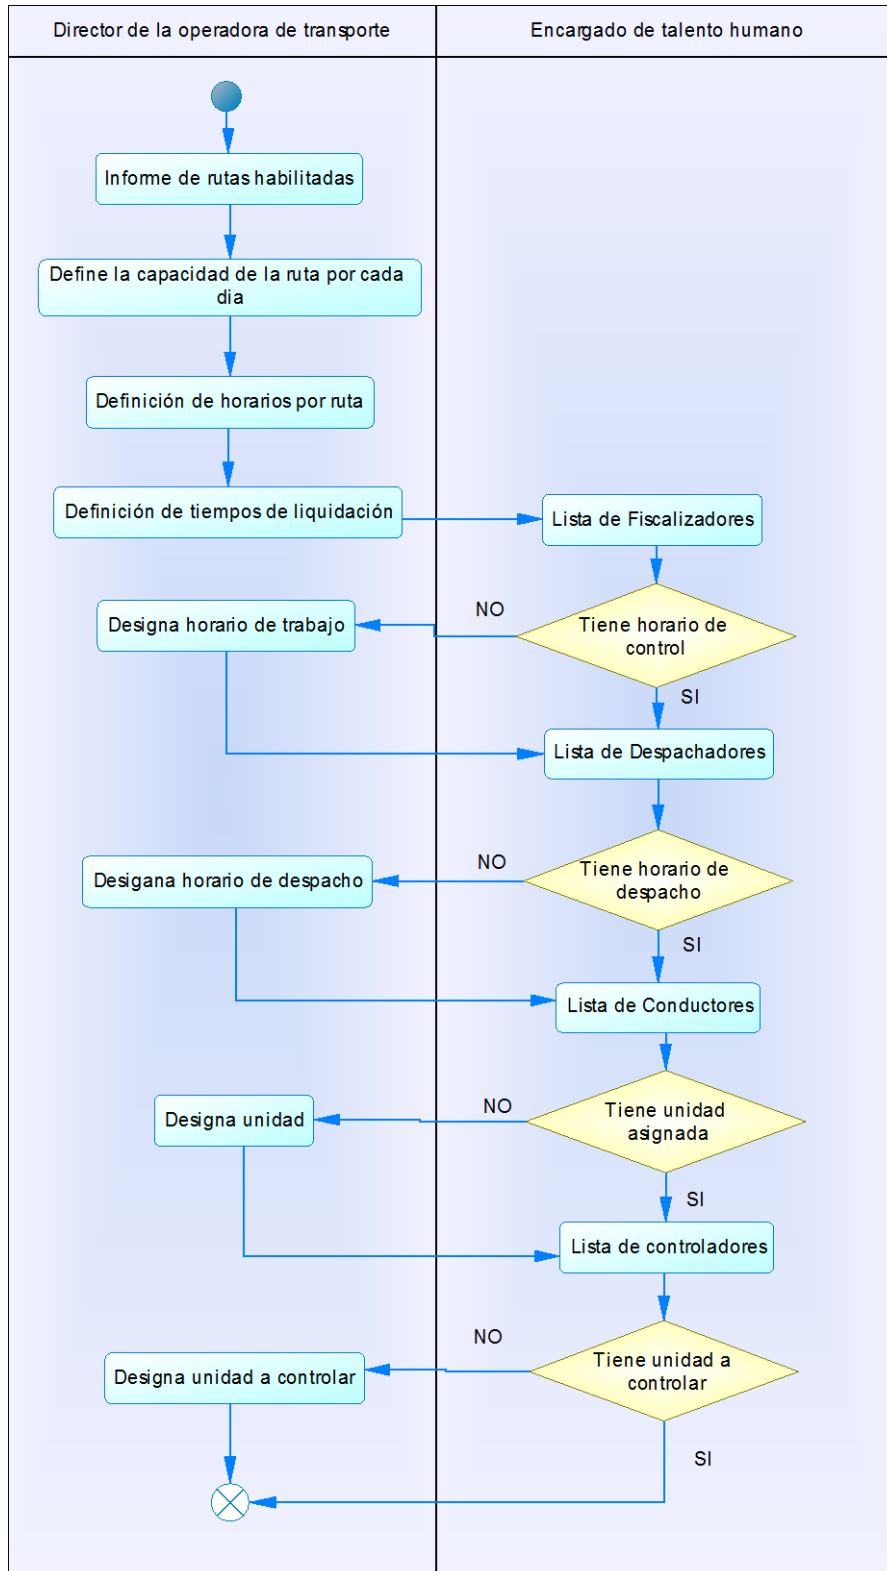 Director de la operadora de transporte
Encargado de talento humano
Informe de rutas habilitadas
Define la capacidad de la ruta por cada
dia
Definición de horarios por ruta
Definición de tiempos de liquidación
Lista de Fiscalizadores
Tiene horario de
control
NO
Designa horario de trabajo
SI
Lista de Despachadores
Tiene horario de
despacho
NO
Desigana horario de despacho
SI
Lista de Conductores
Tiene unidad
asignada
NO
Designa unidad
SI
Lista de controladores
Tiene unidad a
controlar
NO
Designa unidad a controlar
SI